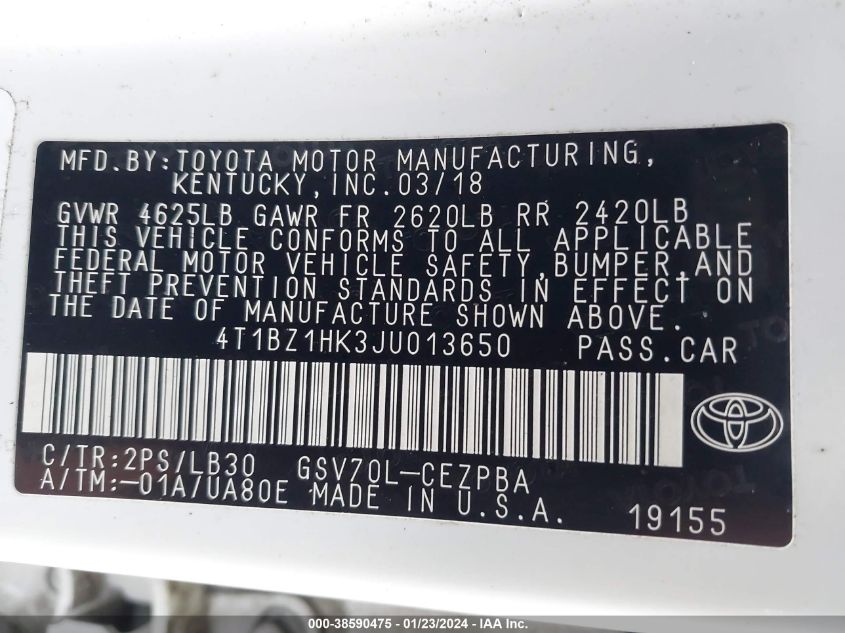 MFD.BY:TOYOTA MOTOR MANUFACTURING,
KENTUCKY,INC.03/18
GVWR 4625LB GAWR FR 2620LB RR 2420LB
THIS VEHICLE CONFORMS TO ALL APPLICABLE
FEDERAL MOTOR VEHICLE SAFETY,BUMPER,AND
THEFT PREVENTION STANDARDS IN EFFECT ON
THE DATE OF MANUFACTURE SHOWN ABOVE.
4T1BZ1HK3JU013650 PASS.CAR
C/TR:2PS/LB30 GSV70L-CEZPBA
A/TM:-01A/UA80E MADE IN U.S.A. 19155
000-38590475 - 01/23/2024 - IAA Inc.